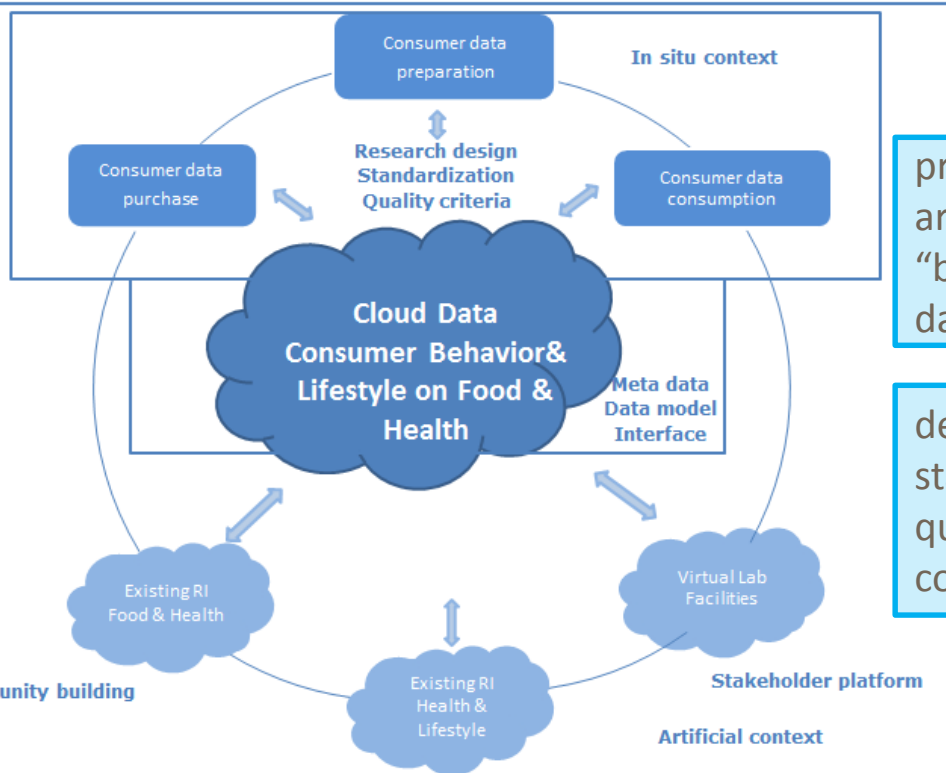 Consumer data
preparation
In situ context
Consumer data
purchase
Research design
Standardization
Quality criteria
Consumer data
consumption
Cloud Data
Consumer Behavior&
Lifestyle on Food &
Health
Meta data
Data model
Interface
Existing RI
Food & Health
Virtual Lab
Facilities
Existing RI
Health &
Lifestyle
building
Stakeholder platform
Artificial context